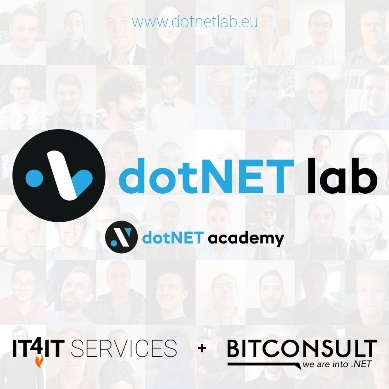 www.dotnetlab.eu
dotNET lab
dotNET academy
IT4IT SERVICES + BITCONSULT
we are into .NET